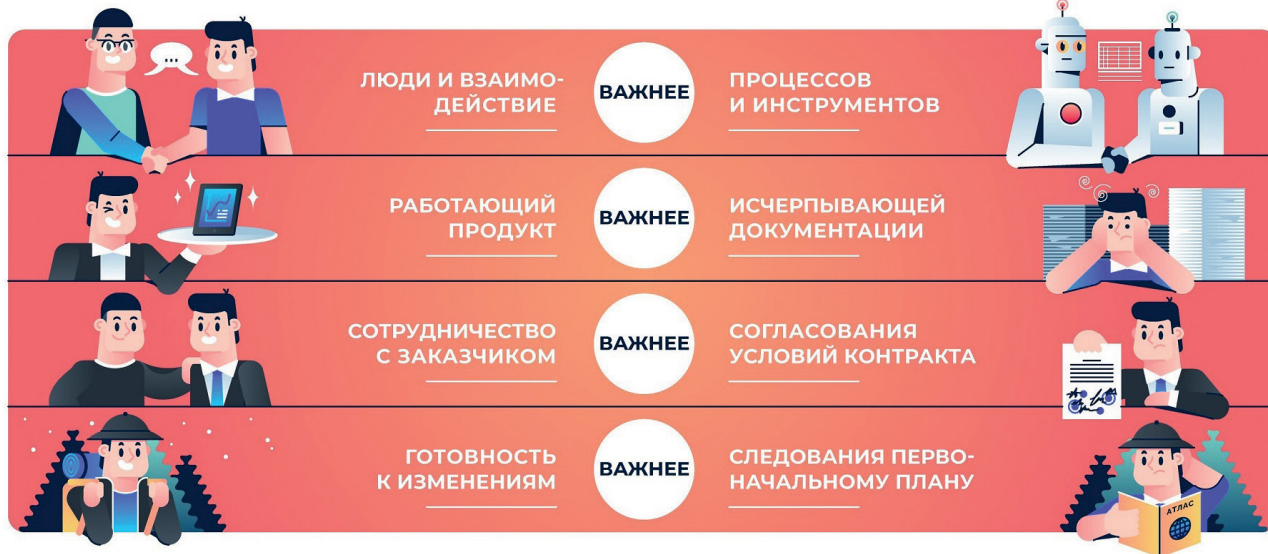 ...
ЛЮДИ И ВЗАИМО-
ДЕЙСТВИЕ
ВАЖНЕЕ
ПРОЦЕССОВ
И ИНСТРУМЕНТОВ
РАБОТАЮЩИЙ
ПРОДУКТ
ВАЖНЕЕ
ИСЧЕРПЫВАЮЩЕЙ
ДОКУМЕНТАЦИИ
СОТРУДНИЧЕСТВО
С ЗАКАЗЧИКОМ
ВАЖНЕЕ
СОГЛАСОВАНИЯ
УСЛОВИЙ КОНТРАКТА
ГОТОВНОСТЬ
К ИЗМЕНЕНИЯМ
ВАЖНЕЕ
СЛЕДОВАНИЯ ПЕРВО-
НАЧАЛЬНОМУ ПЛАНУ
АТЛАС